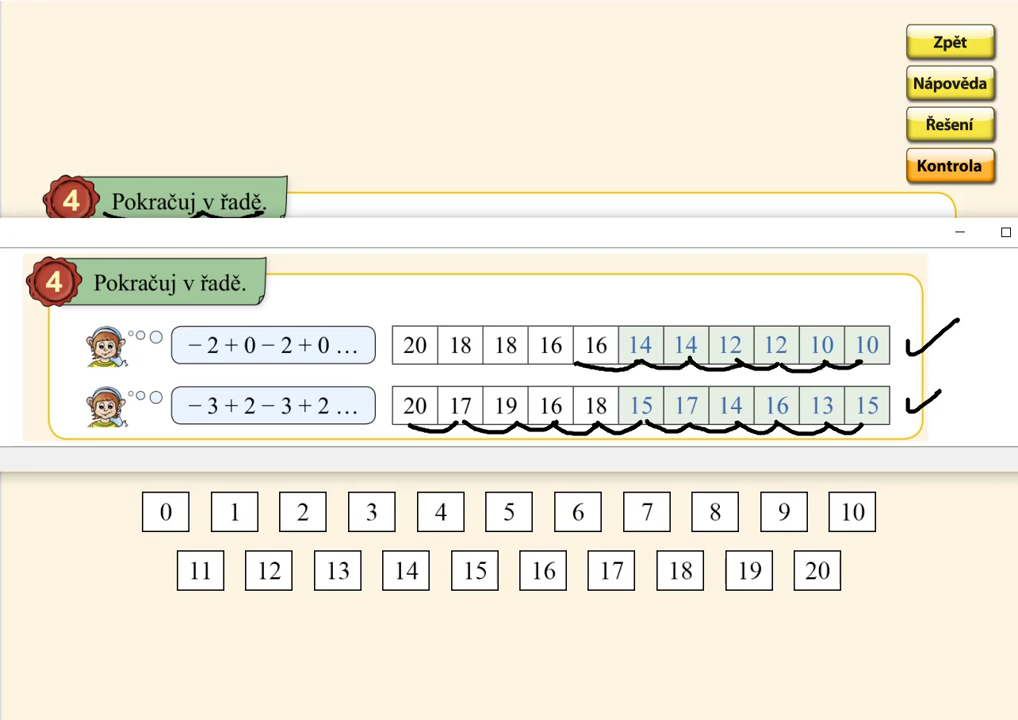 Zpět
Nápověda
Řešení
Kontrola
4 Pokračuj v řadě.
4 Pokračuj v řadě.
− 2 + 0 − 2 + 0 ... 20 18 18 16 16 14 14 12 12 10 10
− 3 + 2 − 3 + 2 ... 20 17 19 16 18 15 17 14 16 13 15
0 1 2 3 4 5 6 7 8 9 10
11 12 13 14 15 16 17 18 19 20